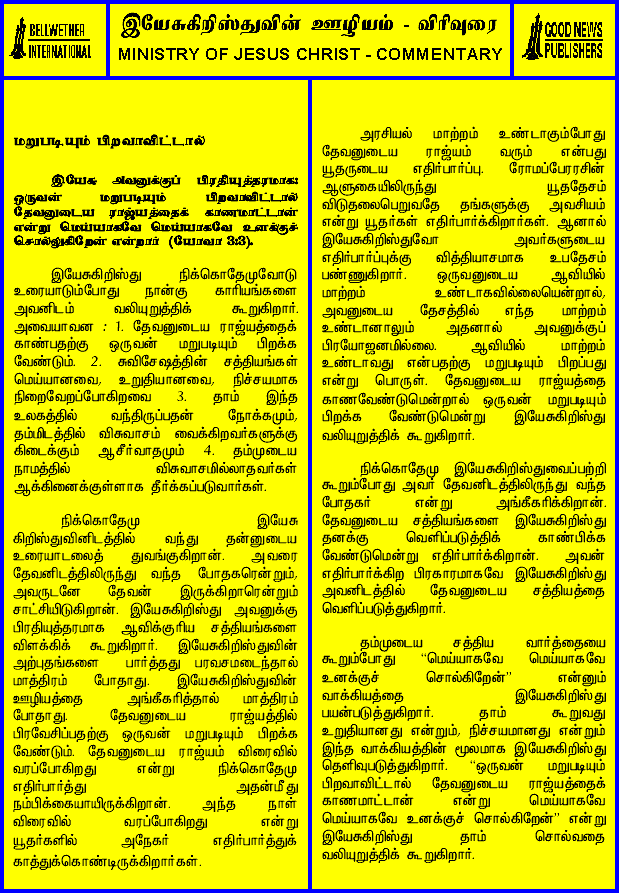 BELLWETHER
INTERNATIONAL
இயேசுகிறிஸ்துவின் ஊழியம் - விரிவுரை
MINISTRY OF JESUS CHRIST - COMMENTARY
GOOD NEWS
PUBLISHERS
மறுபடியும் பிறவாவிட்டால்
இயேசு அவனுக்குப் பிரதியுத்தரமாக:
ஒருவன் மறுபடியும் பிறவாவிட்டால்
தேவனுடைய ராஜ்யத்தைக் காணமாட்டான்
என்று மெய்யாகவே மெய்யாகவே உனக்குச்
சொல்லுகிறேன் என்றார் (யோவா 3:3).
இயேசுகிறிஸ்து நிக்கொதேமுவோடு
உரையாடும்போது நான்கு காரியங்களை
அவனிடம் வலியுறுத்திக் கூறுகிறார்.
அவையாவன : 1. தேவனுடைய ராஜ்யத்தைக்
காண்பதற்கு ஒருவன் மறுபடியும் பிறக்க
வேண்டும். 2. சுவிசேஷத்தின் சத்தியங்கள்
மெய்யானவை, உறுதியானவை, நிச்சயமாக
நிறைவேறப்போகிறவை 3. தாம் இந்த
உலகத்தில் வந்திருப்பதன் நோக்கமும்,
தம்மிடத்தில் விசுவாசம் வைக்கிறவர்களுக்கு
கிடைக்கும் ஆசீர்வாதமும் 4. தம்முடைய
நாமத்தில் விசுவாசமில்லாதவர்கள்
ஆக்கினைக்குள்ளாக தீர்க்கப்படுவார்கள்.
நிக்கொதேமு இயேசு
கிறிஸ்துவினிடத்தில் வந்து தன்னுடைய
உரையாடலைத் துவங்குகிறான். அவரை
தேவனிடத்திலிருந்து வந்த போதகரென்றும்,
அவருடனே தேவன் இருக்கிறாரென்றும்
சாட்சியிடுகிறான். இயேசுகிறிஸ்து அவனுக்கு
பிரதியுத்தரமாக ஆவிக்குரிய சத்தியங்களை
விளக்கிக் கூறுகிறார். இயேசுகிறிஸ்துவின்
அற்புதங்களை பார்த்தது பரவசமடைந்தால்
மாத்திரம் போதாது. இயேசுகிறிஸ்துவின்
ஊழியத்தை அங்கீகரித்தால் மாத்திரம்
போதாது. தேவனுடைய ராஜ்யத்தில்
பிரவேசிப்பதற்கு ஒருவன் மறுபடியும் பிறக்க
வேண்டும். தேவனுடைய ராஜ்யம் விரைவில்
வரப்போகிறது என்று நிக்கொதேமு
எதிர்பார்த்து அதன்மீது
நம்பிக்கையாயிருக்கிறான். அந்த நாள்
விரைவில் வரப்போகிறது என்று
யூதர்களில் அநேகர் எதிர்பார்த்துக்
காத்துக்கொண்டிருக்கிறார்கள்.
அரசியல் மாற்றம் உண்டாகும்போது
தேவனுடைய ராஜ்யம் வரும் என்பது
யூதருடைய எதிர்பார்ப்பு. ரோமப்பேரரசின்
ஆளுகையிலிருந்து யூததேசம்
விடுதலைபெறுவதே தங்களுக்கு அவசியம்
என்று யூதர்கள் எதிர்பார்க்கிறார்கள். ஆனால்
இயேசுகிறிஸ்துவோ அவர்களுடைய
எதிர்பார்ப்புக்கு வித்தியாசமாக உபதேசம்
பண்ணுகிறார். ஒருவனுடைய ஆவியில்
மாற்றம் உண்டாகவில்லையென்றால்,
அவனுடைய தேசத்தில் எந்த மாற்றம்
உண்டானாலும் அதனால் அவனுக்குப்
பிரயோஜனமில்லை. ஆவியில் மாற்றம்
உண்டாவது என்பதற்கு மறுபடியும் பிறப்பது
என்று பொருள். தேவனுடைய ராஜ்யத்தை
காணவேண்டுமென்றால் ஒருவன் மறுபடியும்
பிறக்க வேண்டுமென்று இயேசுகிறிஸ்து
வலியுறுத்திக் கூறுகிறார்.
நிக்கொதேமு இயேசுகிறிஸ்துவைப்பற்றி
கூறும்போது அவர் தேவனிடத்திலிருந்து வந்த
போதகர் என்று அங்கீகரிக்கிறான்.
தேவனுடைய சத்தியங்களை இயேசுகிறிஸ்து
தனக்கு வெளிப்படுத்திக் காண்பிக்க
வேண்டுமென்று எதிர்பார்க்கிறான். அவன்
எதிர்பார்க்கிற பிரகாரமாகவே இயேசுகிறிஸ்து
அவனிடத்தில் தேவனுடைய சத்தியத்தை
வெளிப்படுத்துகிறார்.
தம்முடைய சத்திய வார்த்தையை
கூறும்போது "மெய்யாகவே மெய்யாகவே
உனக்குச் சொல்கிறேன்" என்னும்
வாக்கியத்தை இயேசுகிறிஸ்து
பயன்படுத்துகிறார். தாம் கூறுவது
உறுதியானது என்றும், நிச்சயமானது என்றும்
இந்த வாக்கியத்தின் மூலமாக இயேசுகிறிஸ்து
தெளிவுபடுத்துகிறார். "ஒருவன் மறுபடியும்
பிறவாவிட்டால் தேவனுடைய ராஜ்யத்தைக்
காணமாட்டான் என்று மெய்யாகவே
மெய்யாகவே உனக்குச் சொல்கிறேன்" என்று
இயேசுகிறிஸ்து தாம் சொல்வதை
வலியுறுத்திக் கூறுகிறார்.